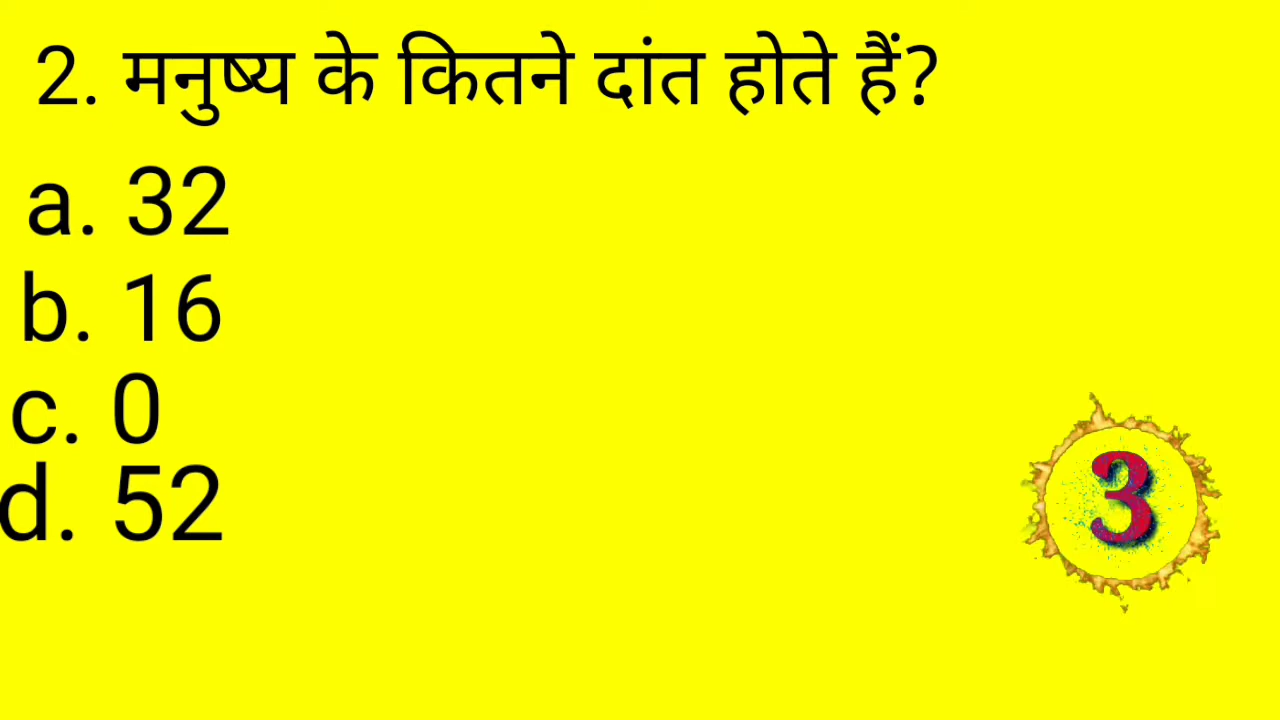 2. मनुष्य के कितने दांत होते हैं?
a. 32
b. 16
c. 0
d. 52
3